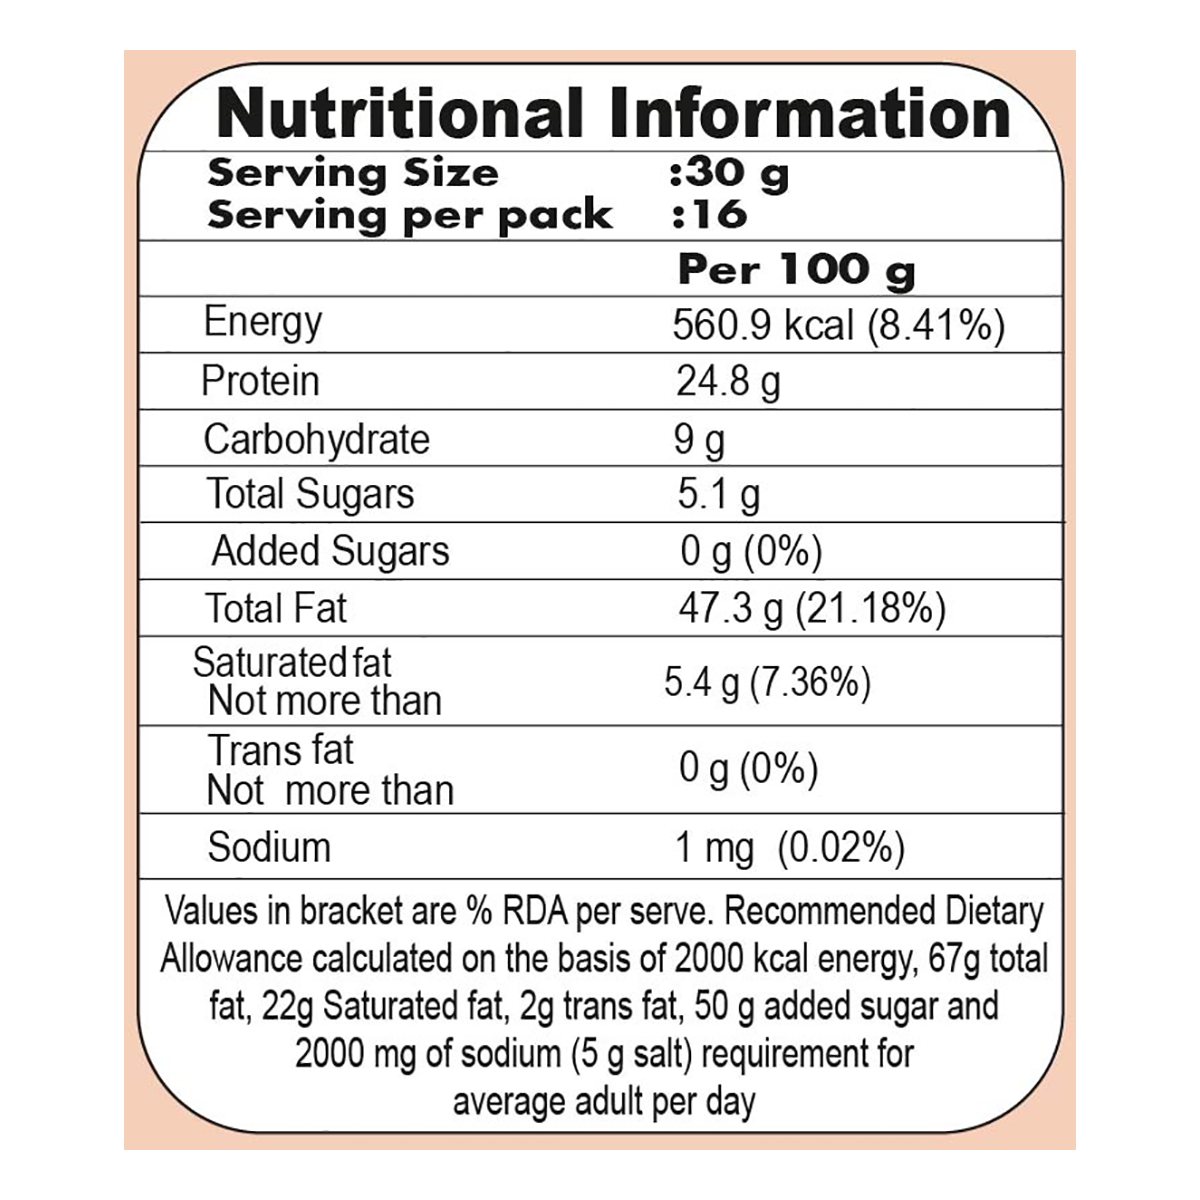 Nutritional Information
Serving Size :30 g
Serving per pack :16
Per 100 g
Energy 560.9 kcal (8.41%)
Protein 24.8 g
Carbohydrate 9 g
Total Sugars 5.1 g
Added Sugars 0 g (0%)
Total Fat 47.3 g (21.18%)
Saturated fat
Not more than 5.4 g (7.36%)
Trans fat
Not more than 0 g (0%)
Sodium 1 mg (0.02%)
Values in bracket are % RDA per serve. Recommended Dietary
Allowance calculated on the basis of 2000 kcal energy, 67g total
fat, 22g Saturated fat, 2g trans fat, 50 g added sugar and
2000 mg of sodium (5 g salt) requirement for
average adult per day